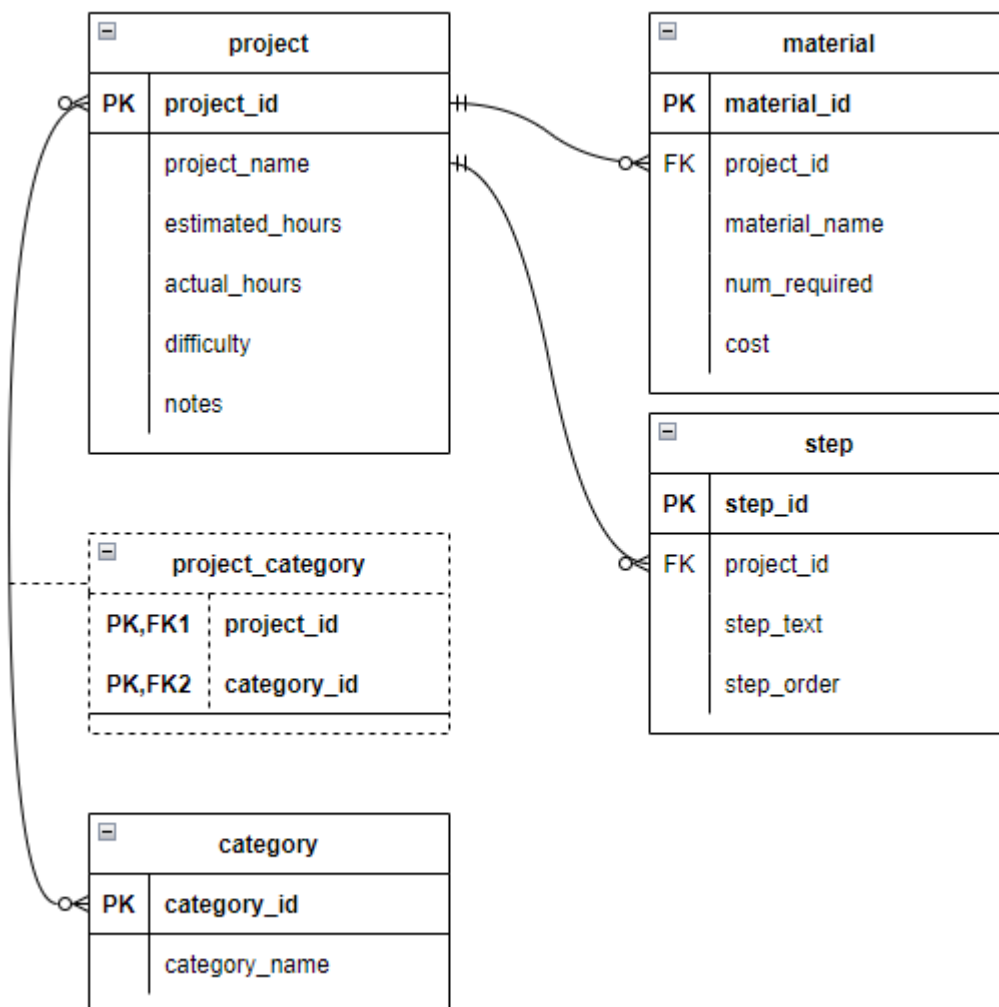 project
PK project_id
project_name
estimated_hours
actual_hours
difficulty
notes
material
PK material_id
FK project_id
material_name
num_required
cost
step
PK step_id
FK project_id
step_text
step_order
project_category
PK,FK1 project_id
PK,FK2 category_id
category
PK category_id
category_name